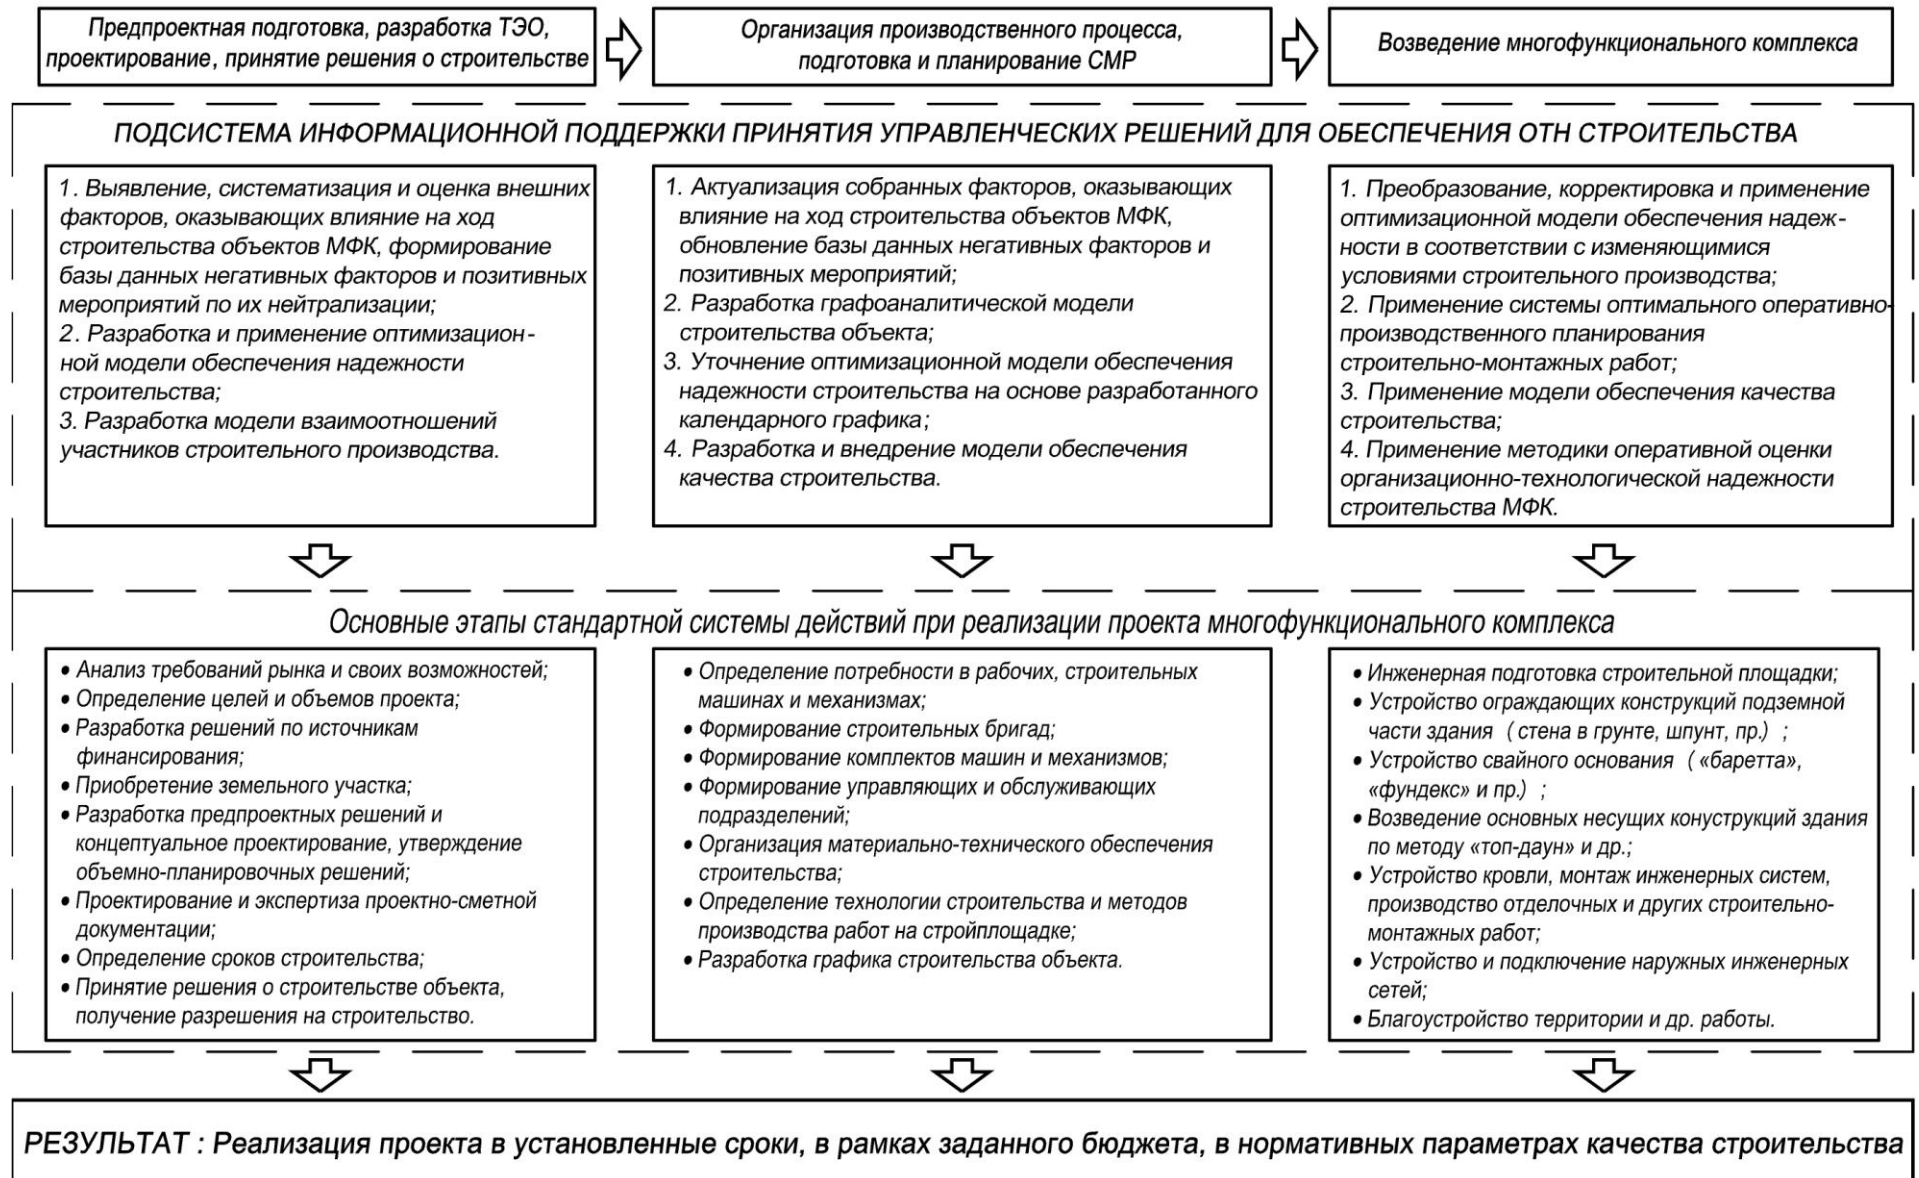 Предпроектная подготовка, разработка ТЭО,
проектирование, принятие решения о строительстве
Организация производственного процесса,
подготовка и планирование СМР
Возведение многофункционального комплекса
ПОДСИСТЕМА ИНФОРМАЦИОННОЙ ПОДДЕРЖКИ ПРИНЯТИЯ УПРАВЛЕНЧЕСКИХ РЕШЕНИЙ ДЛЯ ОБЕСПЕЧЕНИЯ ОТН СТРОИТЕЛЬСТВА
1. Выявление, систематизация и оценка внешних
факторов, оказывающих влияние на ход
строительства объектов МФК, формирование
базы данных негативных факторов и позитивных
мероприятий по их нейтрализации;
2. Разработка и применение оптимизацион-
ной модели обеспечения надежности
строительства;
3. Разработка модели взаимоотношений
участников строительного производства.
1. Актуализация собранных факторов, оказывающих
влияние на ход строительства объектов МФК,
обновление базы данных негативных факторов и
позитивных мероприятий;
2. Разработка графоаналитической модели
строительства объекта;
3. Уточнение оптимизационной модели обеспечения
надежности строительства на основе разработанного
календарного графика;
4. Разработка и внедрение модели обеспечения
качества строительства.
1. Преобразование, корректировка и применение
оптимизационной модели обеспечения надеж-
ности в соответствии с изменяющимися
условиями строительного производства;
2. Применение системы оптимального оперативно-
производственного планирования
строительно-монтажных работ;
3. Применение модели обеспечения качества
строительства;
4. Применение методики оперативной оценки
организационно-технологической надежности
строительства МФК.
Основные этапы стандартной системы действий при реализации проекта многофункционального комплекса
• Анализ требований рынка и своих возможностей;
• Определение целей и объемов проекта;
• Разработка решений по источникам
финансирования;
• Приобретение земельного участка;
• Разработка предпроектных решений и
концептуальное проектирование, утверждение
объемно-планировочных решений;
• Проектирование и экспертиза проектно-сметной
документации;
• Определение сроков строительства;
• Принятие решения о строительстве объекта,
получение разрешения на строительство.
• Определение потребности в рабочих, строительных
машинах и механизмах;
• Формирование строительных бригад;
• Формирование комплектов машин и механизмов;
• Формирование управляющих и обслуживающих
подразделений;
• Организация материально-технического обеспечения
строительства;
• Определение технологии строительства и методов
производства работ на стройплощадке;
• Разработка графика строительства объекта.
• Инженерная подготовка строительной площадки;
• Устройство ограждающих конструкций подземной
части здания (стена в грунте, шпунт, пр.) ;
• Устройство свайного основания ( «баретта»,
«фундекс» и пр.) ;
• Возведение основных несущих конуструкций здания
по методу «топ-даун» и др.;
• Устройство кровли, монтаж инженерных систем,
производство отделочных и других строительно-
монтажных работ;
• Устройство и подключение наружных инженерных
сетей;
• Благоустройство территории и др. работы.
РЕЗУЛЬТАТ : Реализация проекта в установленные сроки, в рамках заданного бюджета, в нормативных параметрах качества строительства